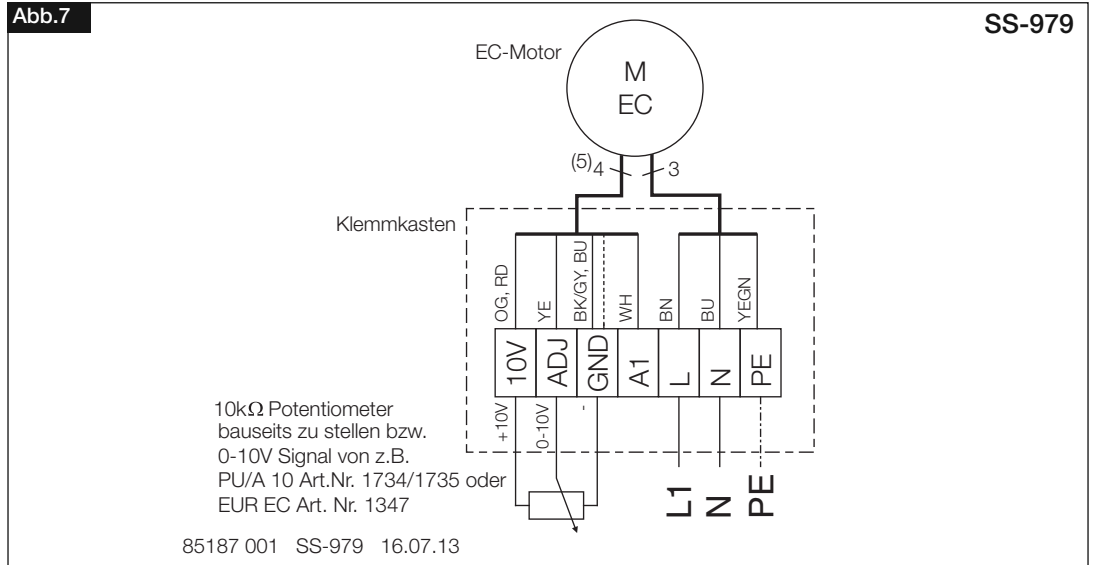 Abb.7
SS-979
EC-Motor
M
EC
(5)4
3
Klemmkasten
OG, RD
YE
BK/GY, BU
WH
BN
BU
YEGN
10V
ADJ
GND
A1
L
N
PE
+10V
0-10V
-
10kΩ Potentiometer
bauseits zu stellen bzw.
0-10V Signal von z.B.
PU/A 10 Art.Nr. 1734/1735 oder
EUR EC Art. Nr. 1347
L1
N
PE
85187 001 SS-979 16.07.13